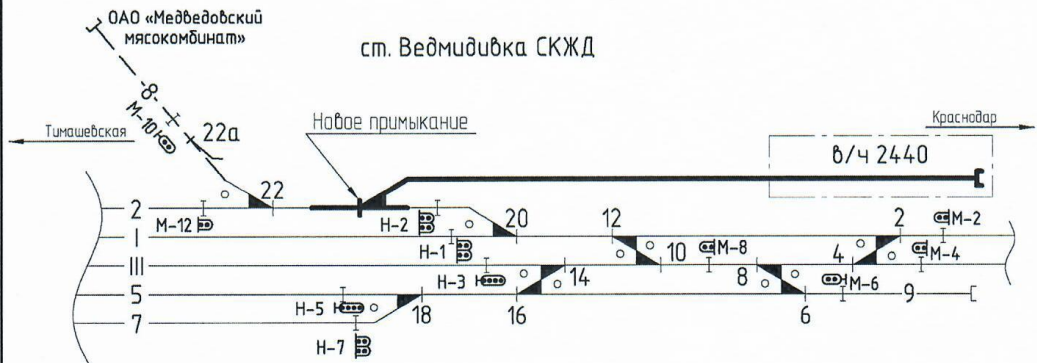 ОАО «Медведовский
мясокомбинат»
ст. Ведмидивка СКЖД
8
М-10
22а
Тимашевская
Новое примыкание
Краснодар
в/ч 2440
22
2
М-12
Н-2
20
12
2
М-2
I
Н-1
10
М-8
4
М-4
III
Н-3
14
8
М-6
5
Н-5
18
16
6
9
7
Н-7